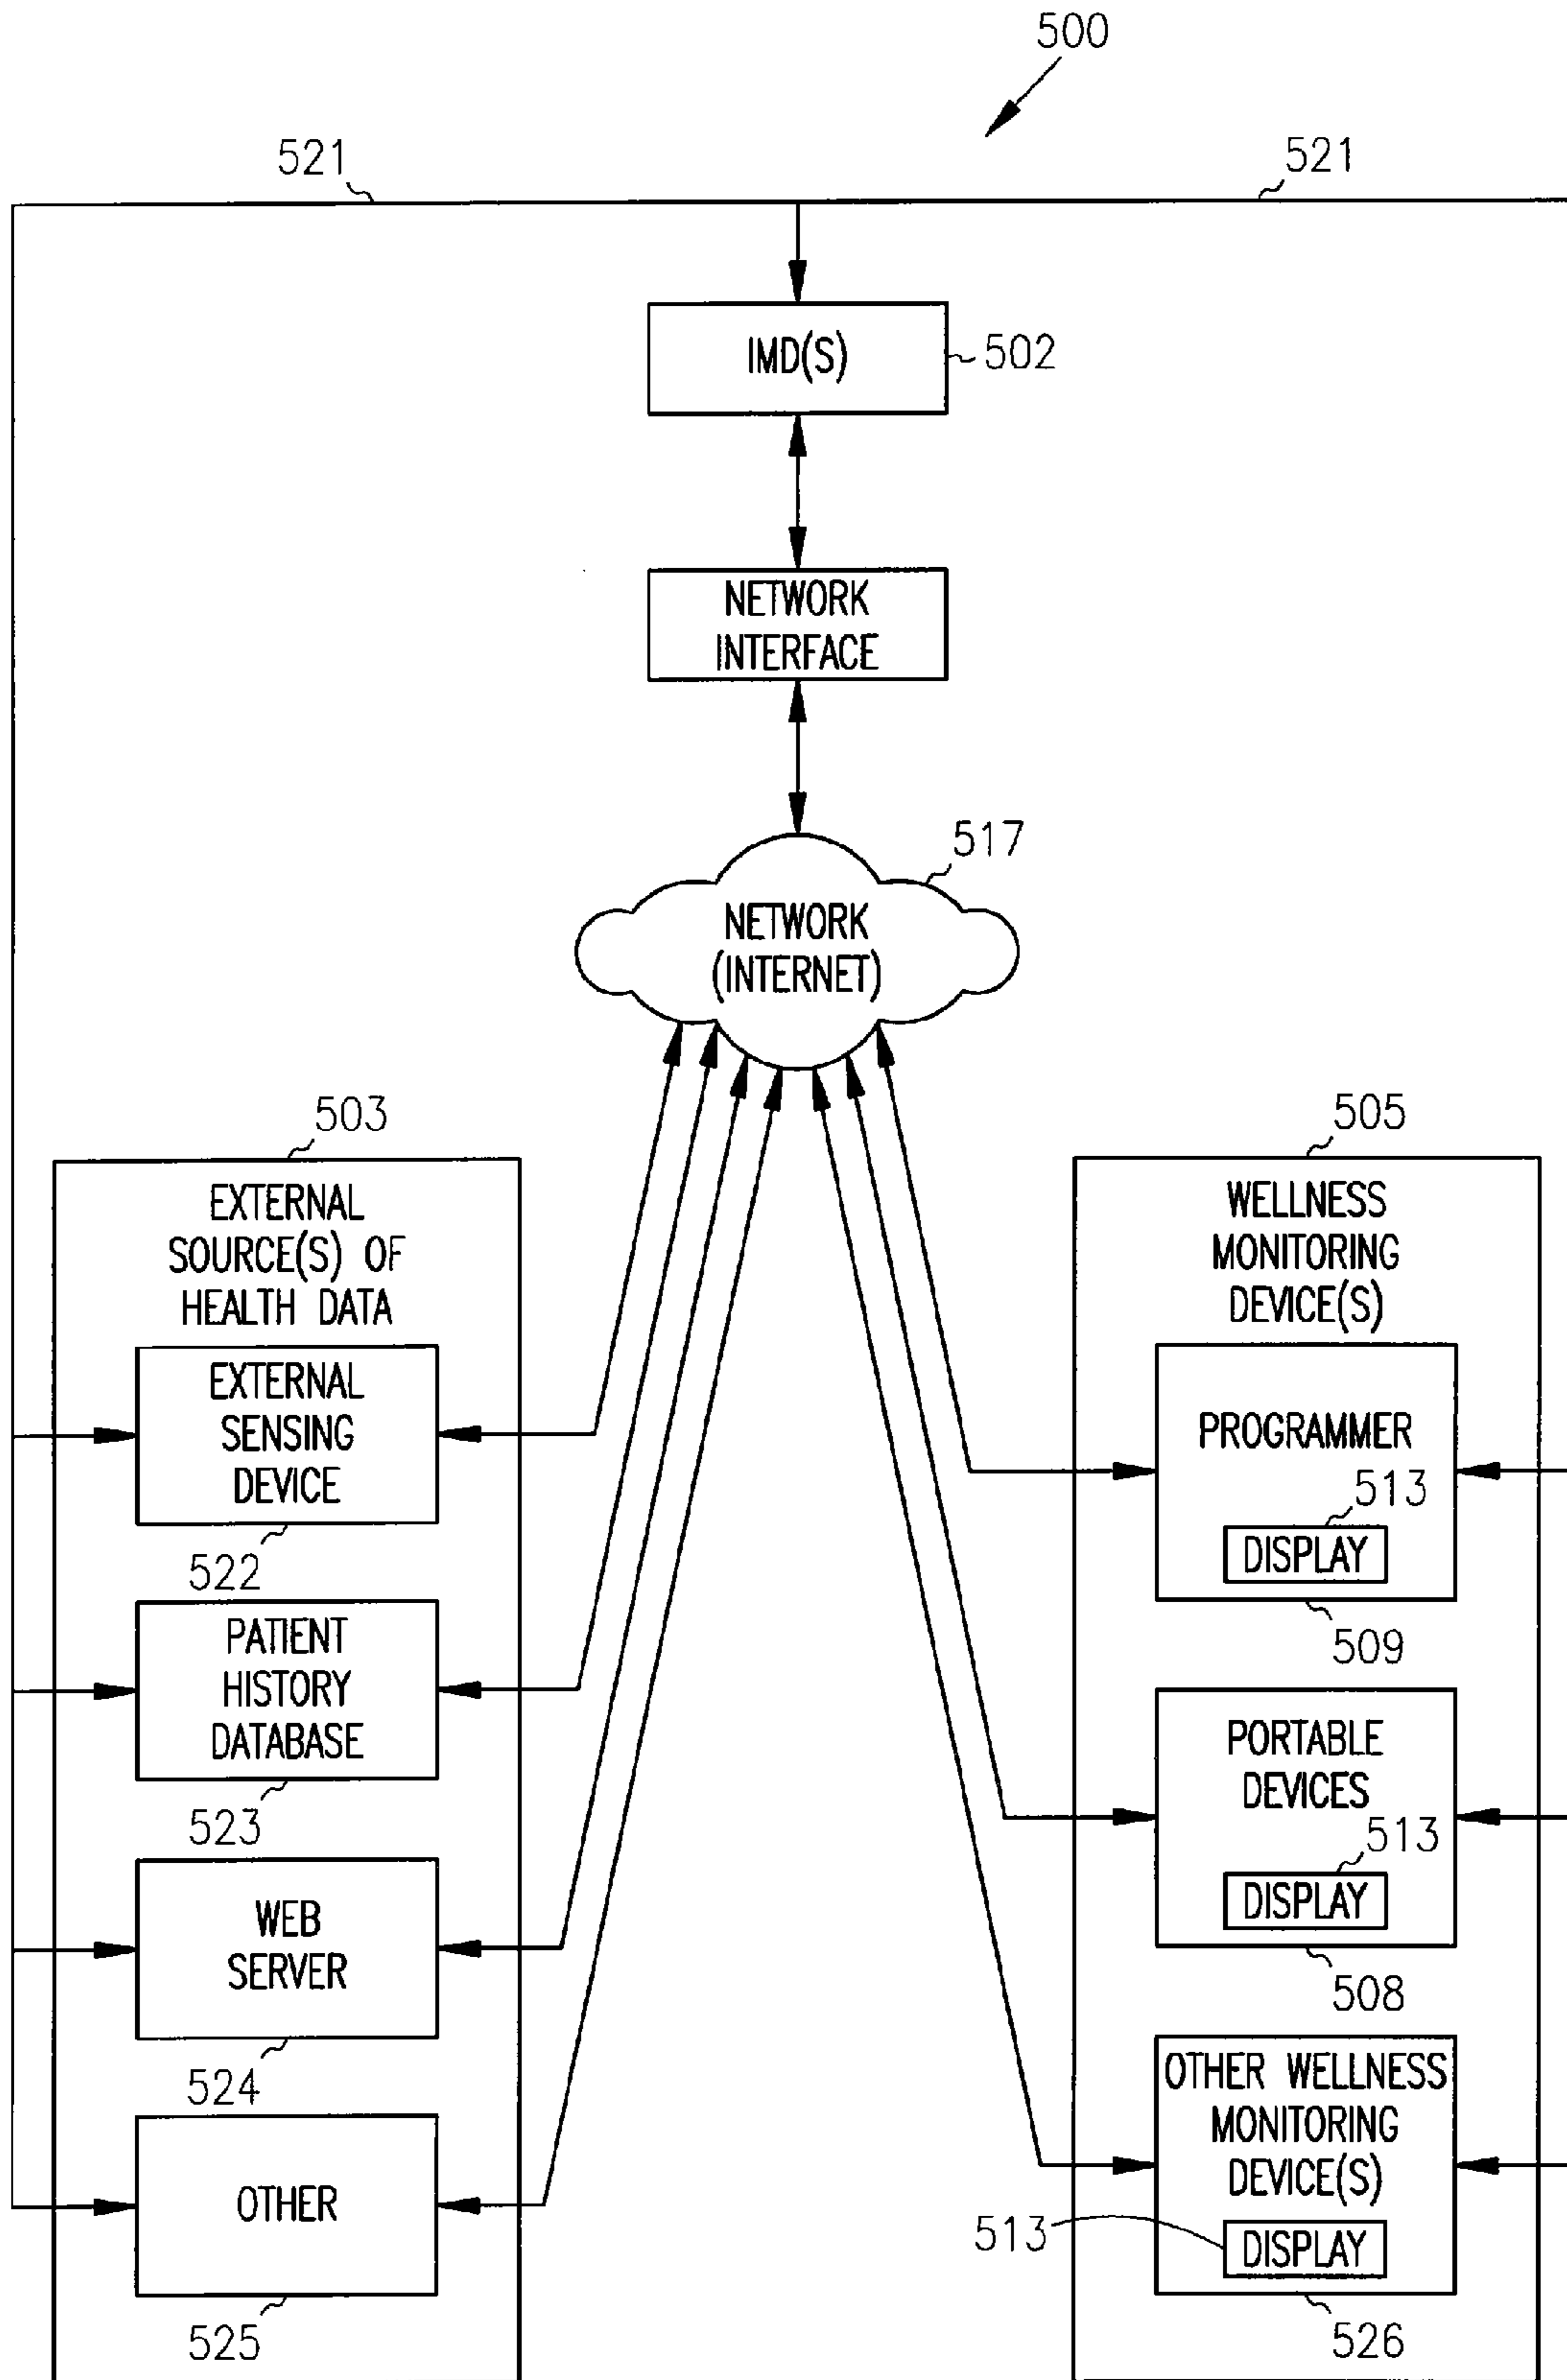 500
521
521
IMD(S)
502
NETWORK
INTERFACE
517
NETWORK
(INTERNET)
503
EXTERNAL
SOURCE(S) OF
HEALTH DATA
EXTERNAL
SENSING
DEVICE
522
PATIENT
HISTORY
DATABASE
523
WEB
SERVER
524
OTHER
525
505
WELLNESS
MONITORING
DEVICE(S)
PROGRAMMER
513
DISPLAY
509
PORTABLE
DEVICES
513
DISPLAY
508
OTHER WELLNESS
MONITORING
DEVICE(S)
513
DISPLAY
526